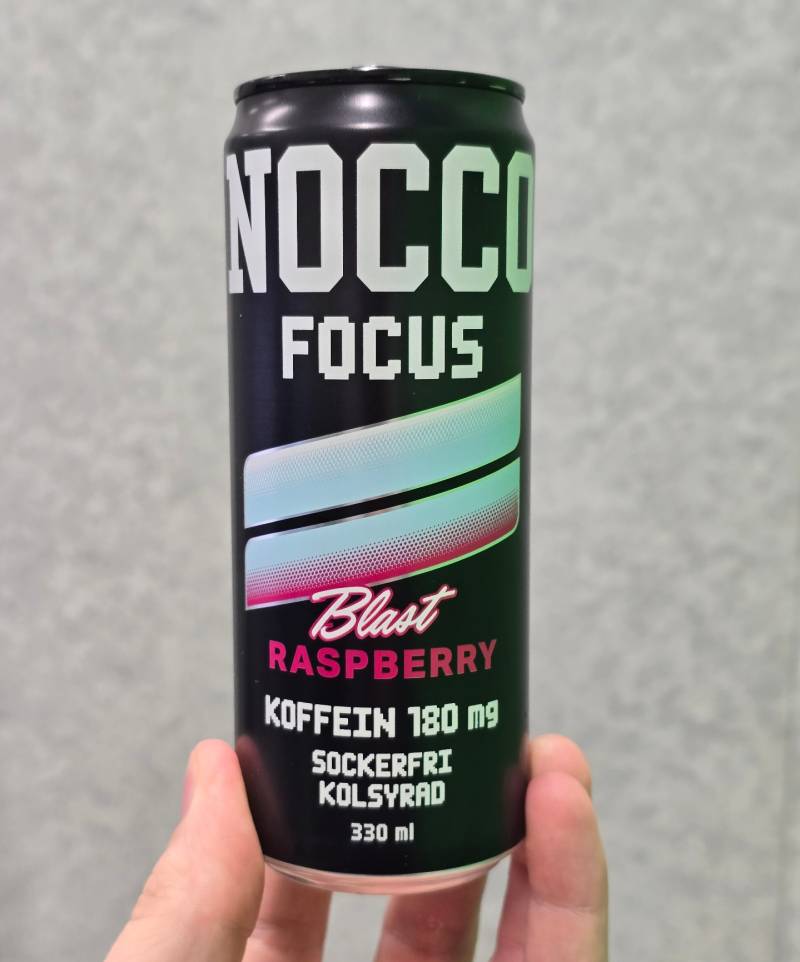 NOCCO
FOCUS
Blast
RASPBERRY
KOFFEIN 180 mg
SOCKERFRI
KOLSYRAD
330 ml